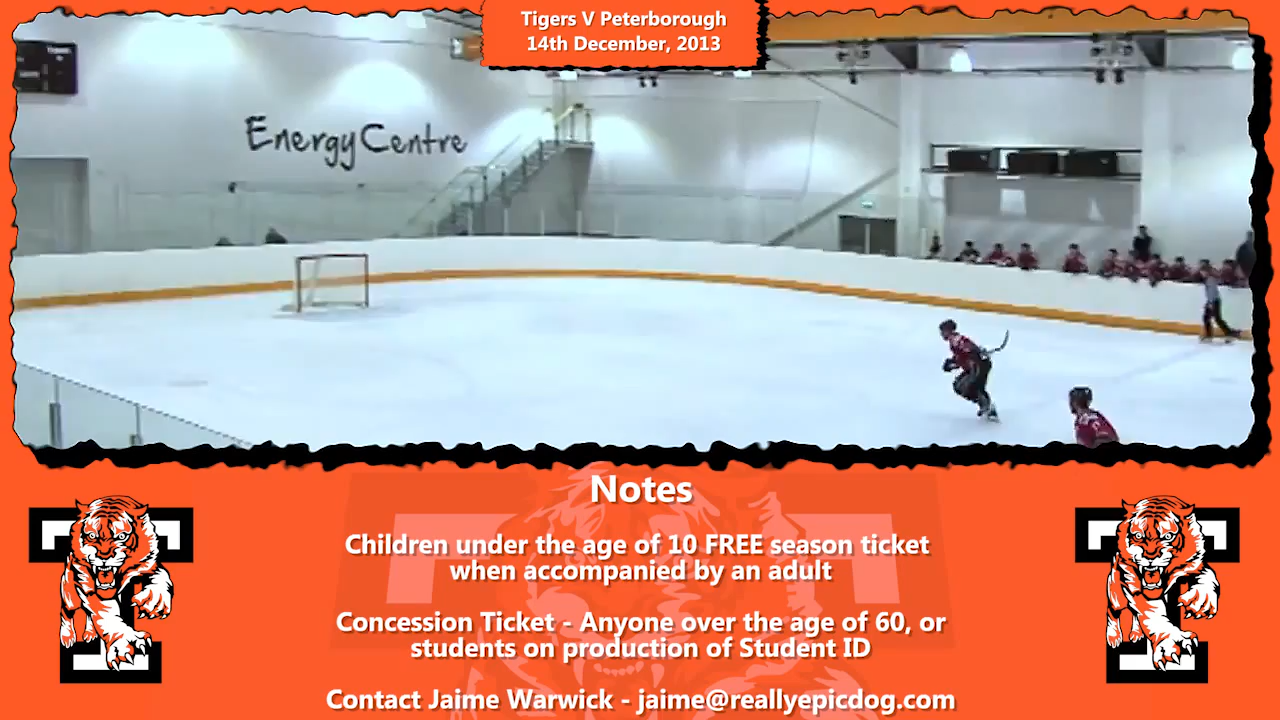 Tigers V Peterborough
14th December, 2013
EnergyCentre
Notes
Children under the age of 10 FREE season ticket
when accompanied by an adult
Concession Ticket - Anyone over the age of 60, or
students on production of Student ID
Contact Jaime Warwick - jaime@reallyepicdog.com